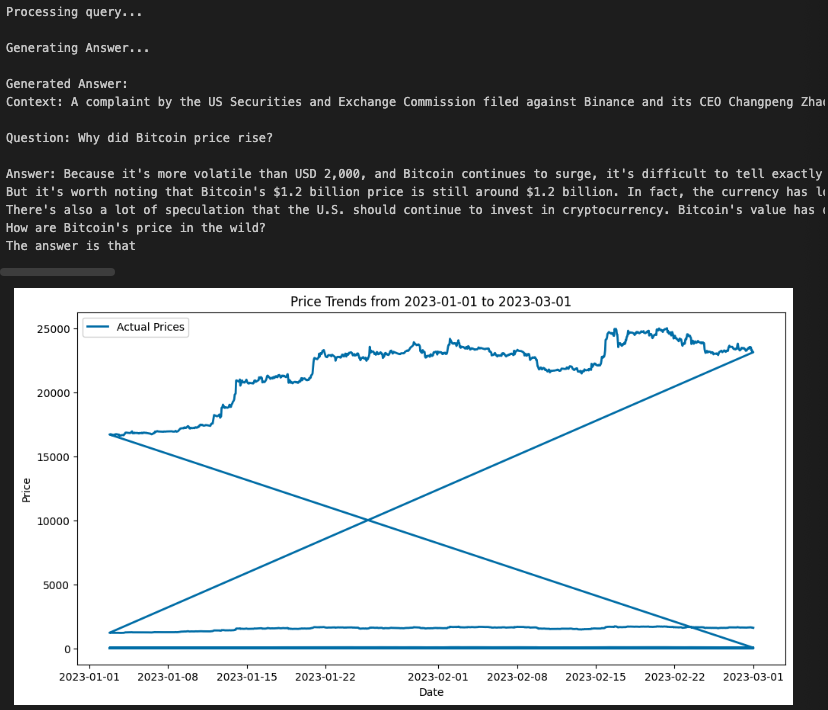 Processing query...
Generating Answer...
Generated Answer:
Context: A complaint by the US Securities and Exchange Commission filed against Binance and its CEO Changpeng
Question: Why did Bitcoin price rise?
Answer: Because it's more volatile than USD 2,000, and Bitcoin continues to surge, it's difficult to tell exactly
But it's worth noting that Bitcoin's $1.2 billion price is still around $1.2 billion. In fact, the currency has
There's also a lot of speculation that the U.S. should continue to invest in cryptocurrency. Bitcoin's value has
How are Bitcoin's price in the wild?
The answer is that
Price Trends from 2023-01-01 to 2023-03-01
Actual Prices
25000
20000
15000
10000
5000
0
Price
2023-01-01 2023-01-08 2023-01-15 2023-01-22 2023-02-01 2023-02-08 2023-02-15 2023-02-22 2023-03-01
Date